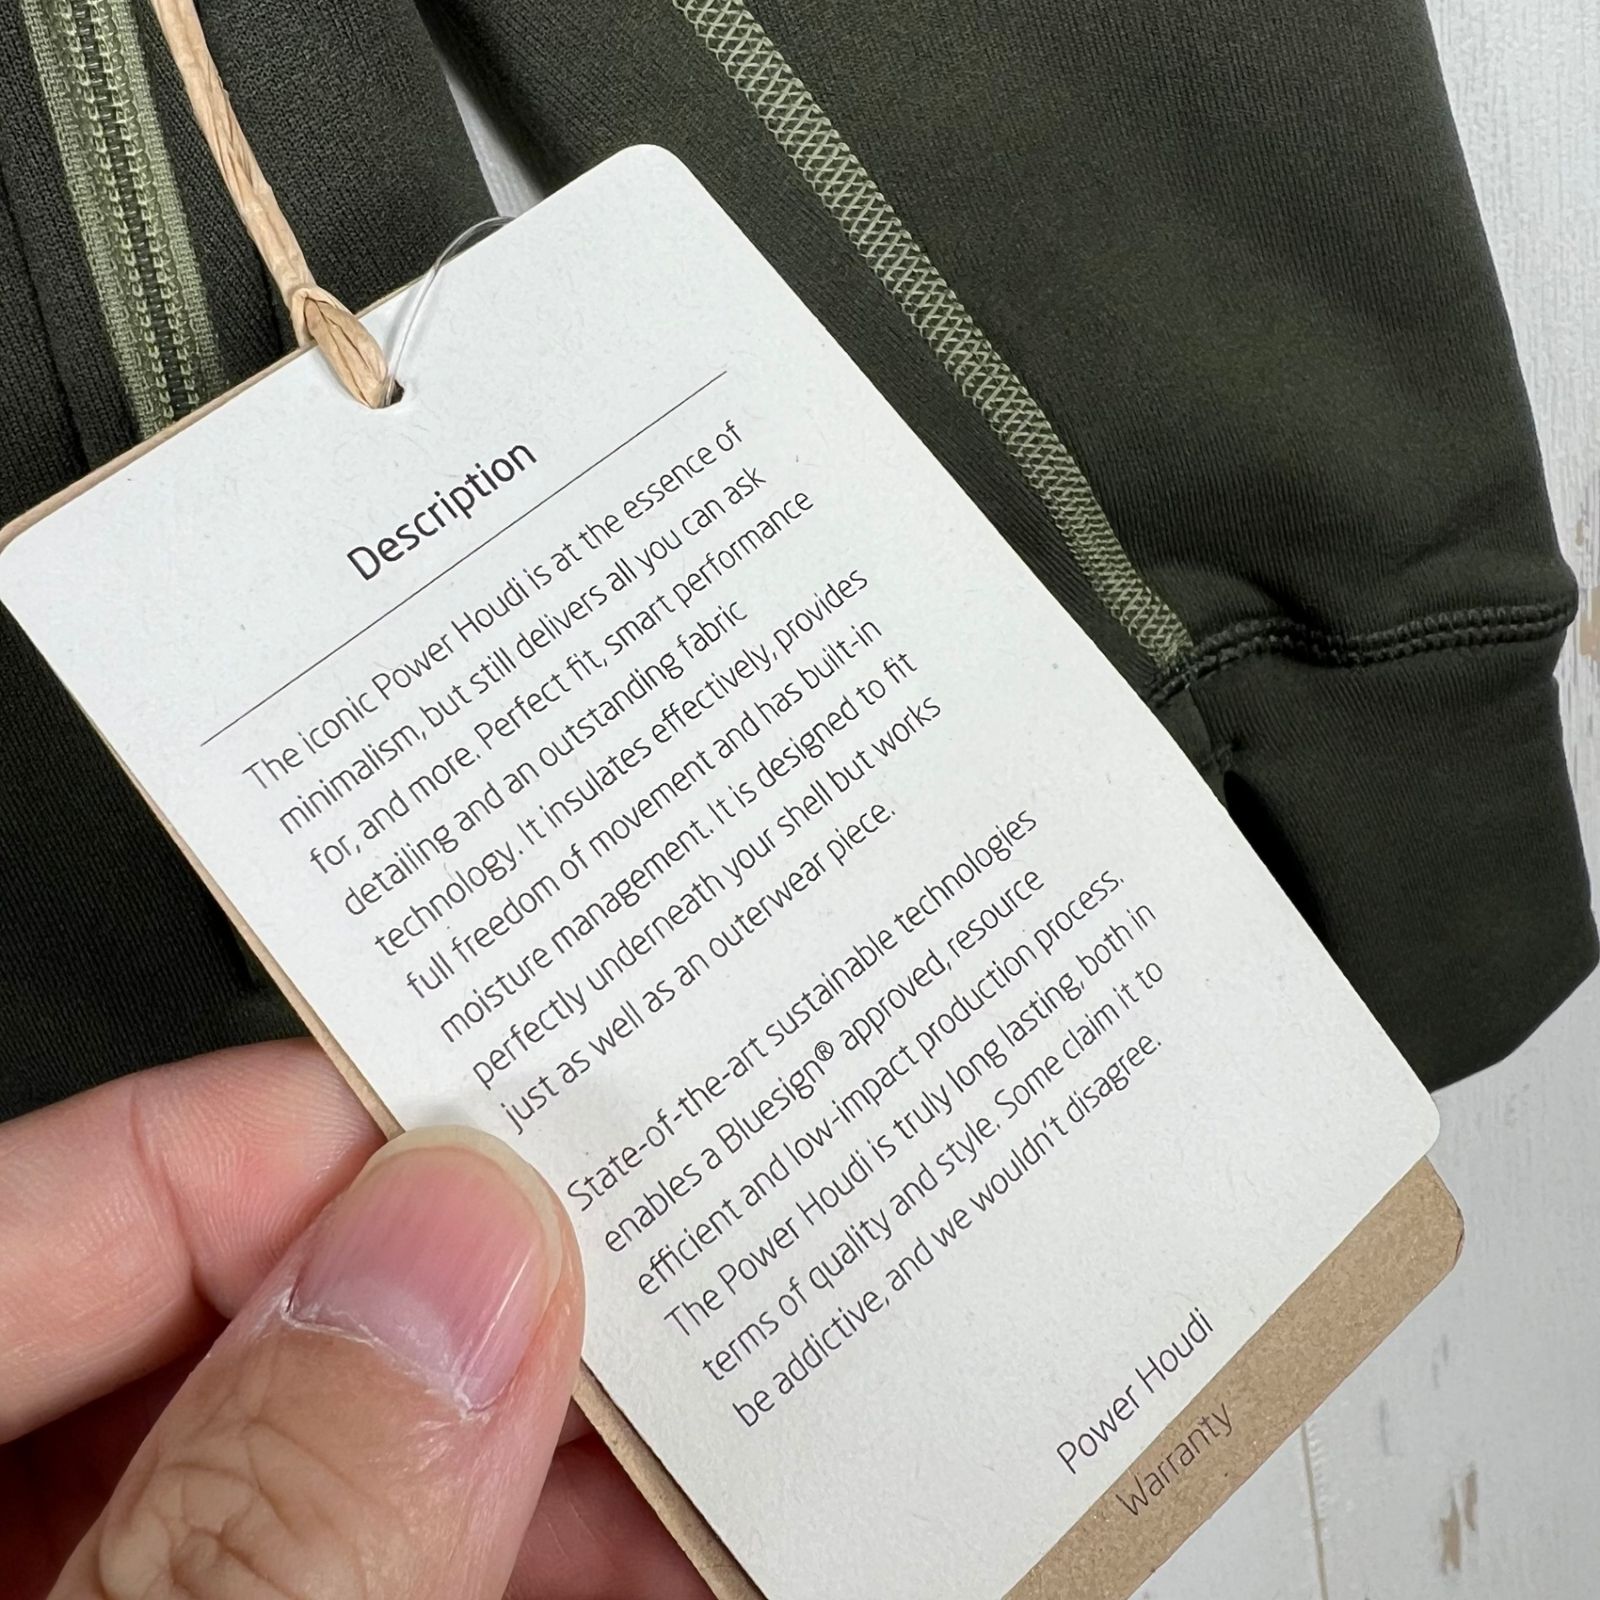 Description
The iconic Power Houdi is at the essence of
minimalism, but still delivers all you can ask
for, and more. Perfect fit, smart performance
detailing and an outstanding fabric
technology. It insulates effectively, provides
full freedom of movement and has built-in
moisture management. It is designed to fit
perfectly underneath your shell but works
just as well as an outerwear piece.
State-of-the-art sustainable technologies
enables a Bluesign® approved, resource
efficient and low-impact production process.
The Power Houdi is truly long lasting, both in
terms of quality and style. Some claim it to
be addictive, and we wouldn't disagree.
Power Houdi
Warranty